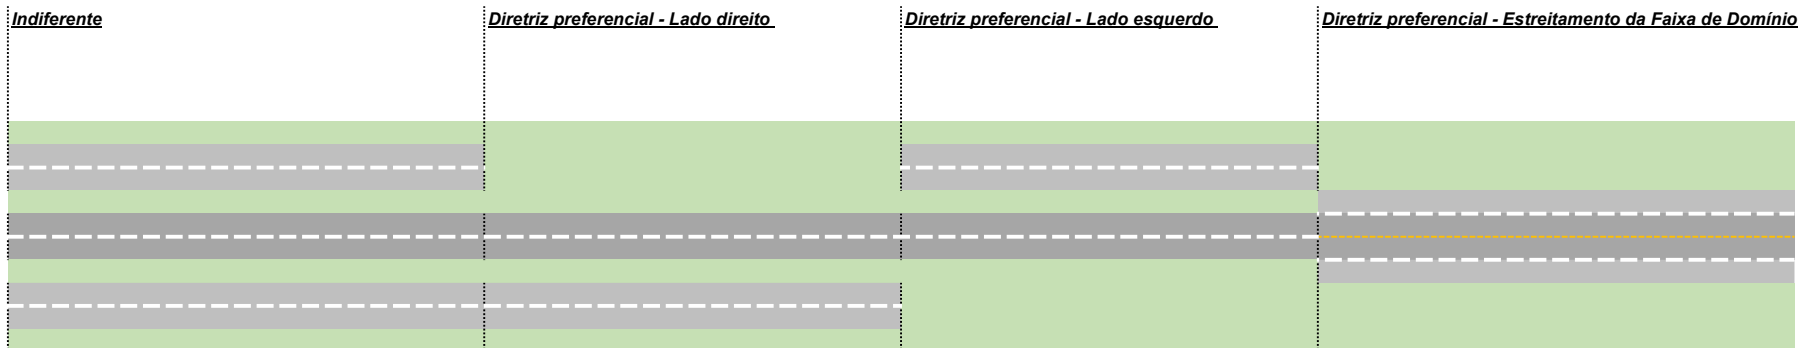 Indiferente
Diretriz preferencial - Lado direito
Diretriz preferencial - Lado esquerdo
Diretriz preferencial - Estreitamento da Faixa de Domínio